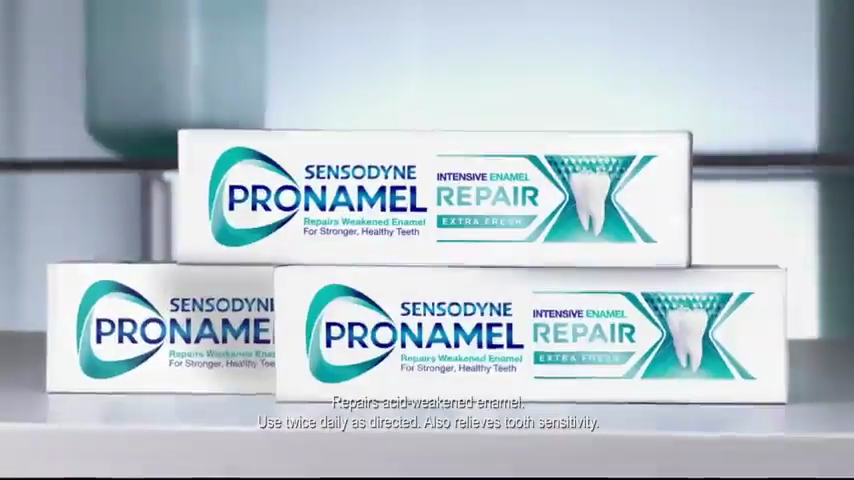 SENSODYNE
PRONAMEL
Repairs Weakened Enamel
For Stronger, Healthy Teeth
INTENSIVE ENAMEL
REPAIR
EXTRA FRESH
SENSODYNE
PRONAMEL
Repairs Weakened
For Stronger, Healthy
SENSODYNE
PRONAMEL
Repairs Weakened Enamel
For Stronger, Healthy Teeth
INTENSIVE ENAMEL
REPAIR
EXTRA FRESH
Repairs acid-weakened enamel.
Use twice daily as directed. Also relieves tooth sensitivity.